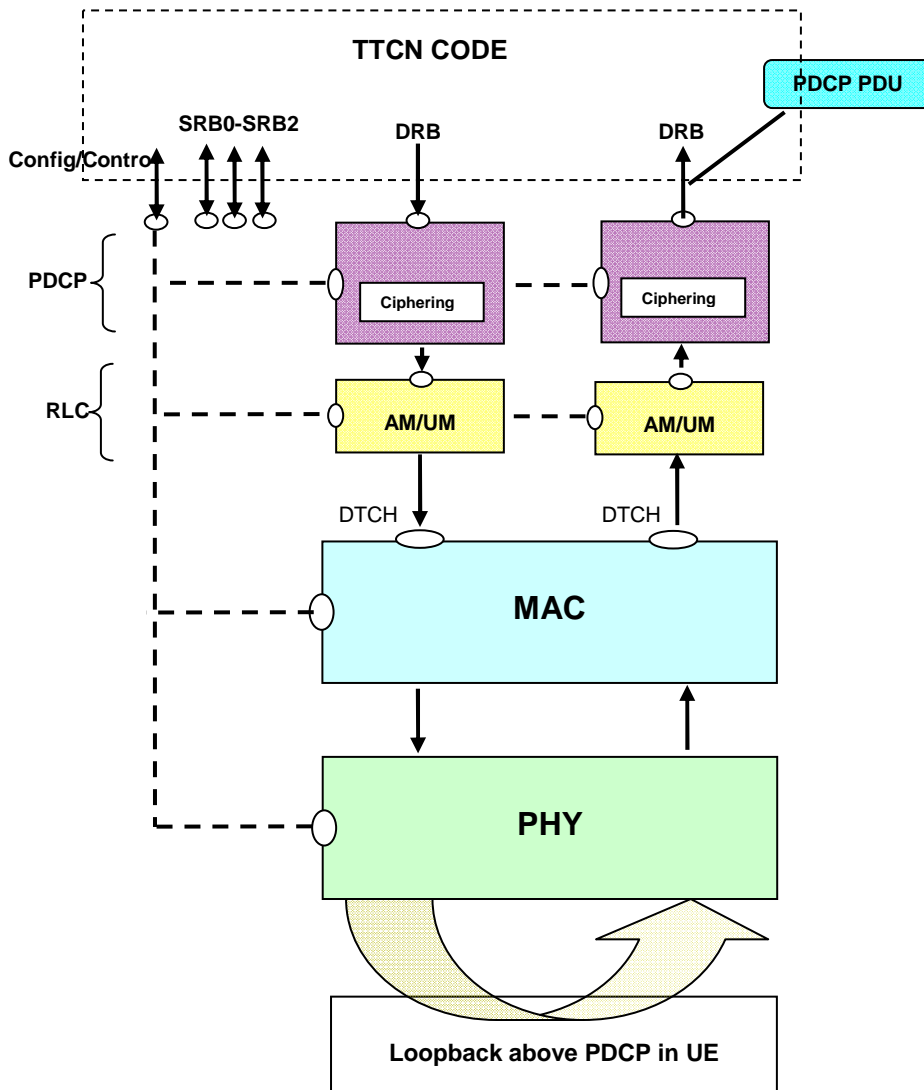 TTCN CODE
PDCP PDU
SRB0-SRB2
DRB
DRB
Config/Contro
PDCP
Ciphering
Ciphering
RLC
AM/UM
AM/UM
DTCH
DTCH
MAC
PHY
Loopback above PDCP in UE